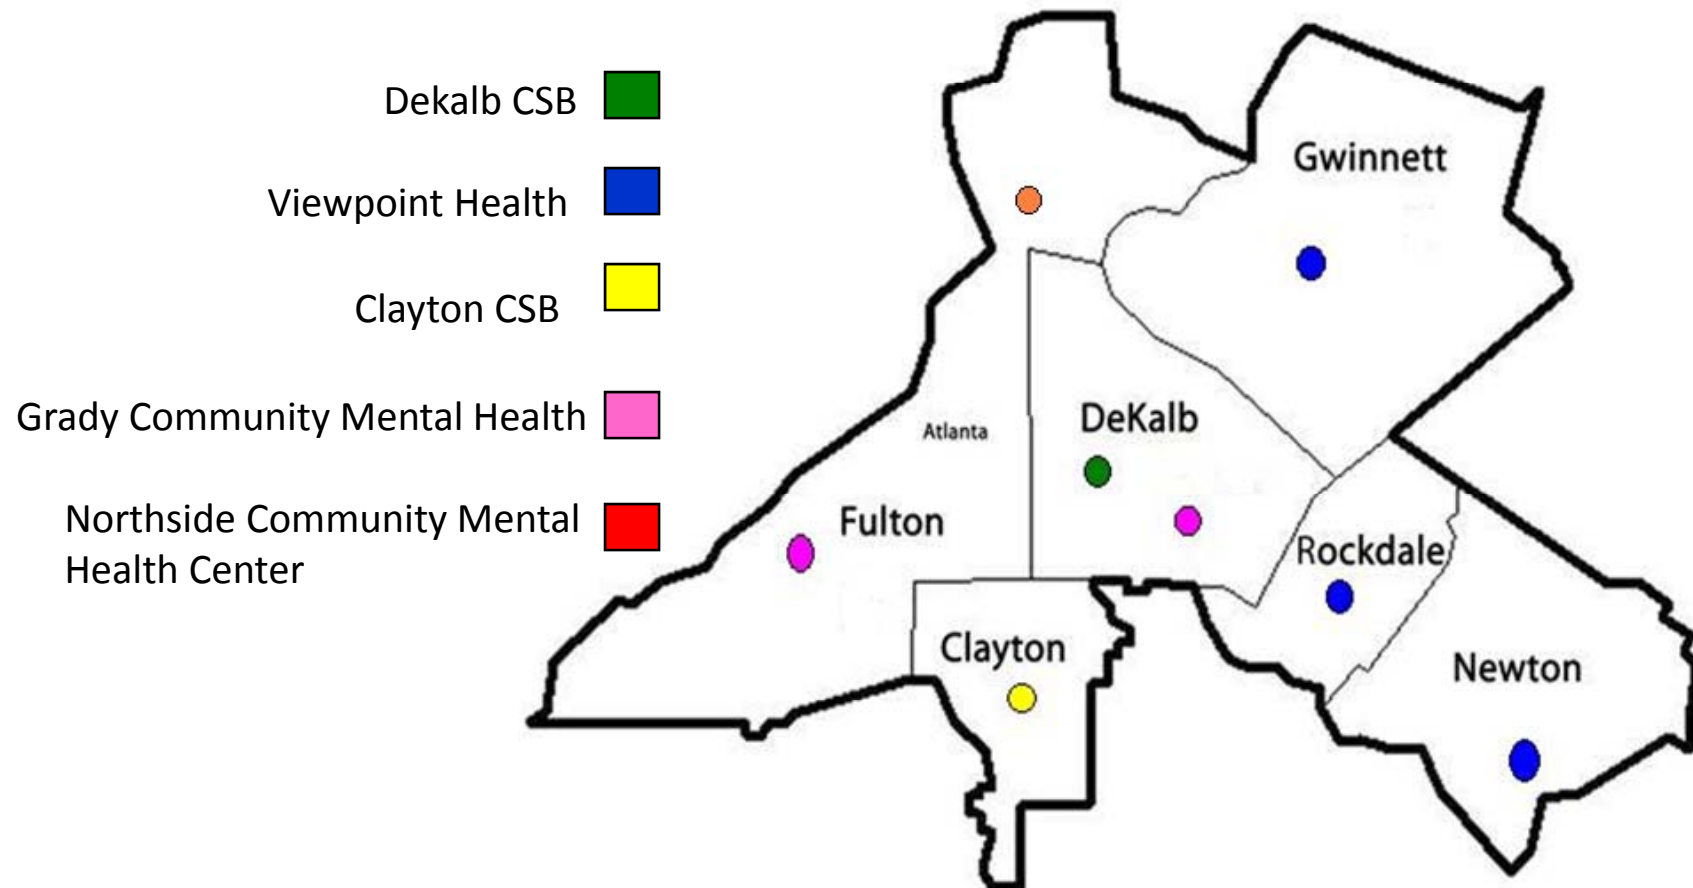 Dekalb CSB
Viewpoint Health
Clayton CSB
Grady Community Mental Health
Northside Community Mental
Health Center
Gwinnett
DeKalb
Atlanta
Fulton
Rockdale
Clayton
Newton